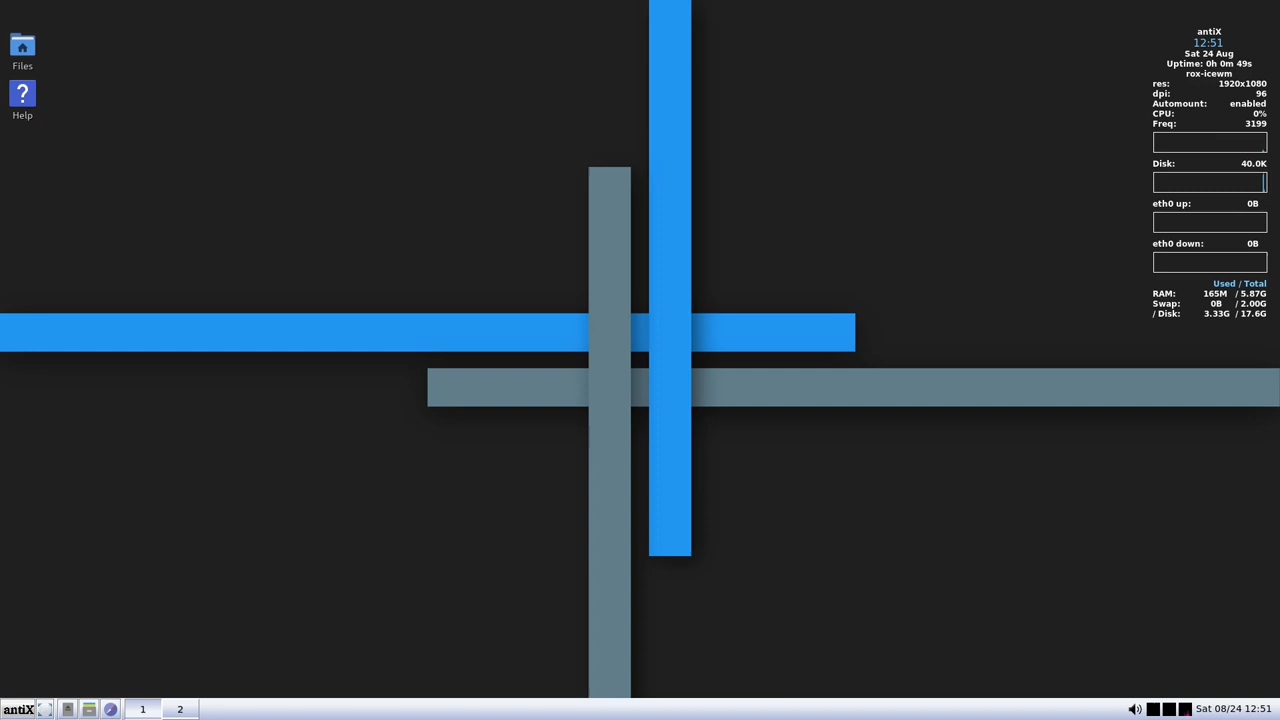 Files
?
Help
antiX
12:51
Sat 24 Aug
Uptime: 0h 0m 49s
rox-icewm
res: 1920x1080
dpi: 96
Automount: enabled
CPU: 0%
Freq: 3199
Disk: 40.0K
eth0 up: 0B
eth0 down: 0B
Used / Total
RAM: 165M / 5.87G
Swap: 0B / 2.00G
/ Disk: 3.33G / 17.6G
antiX 1 2 Sat 08/24 12:51